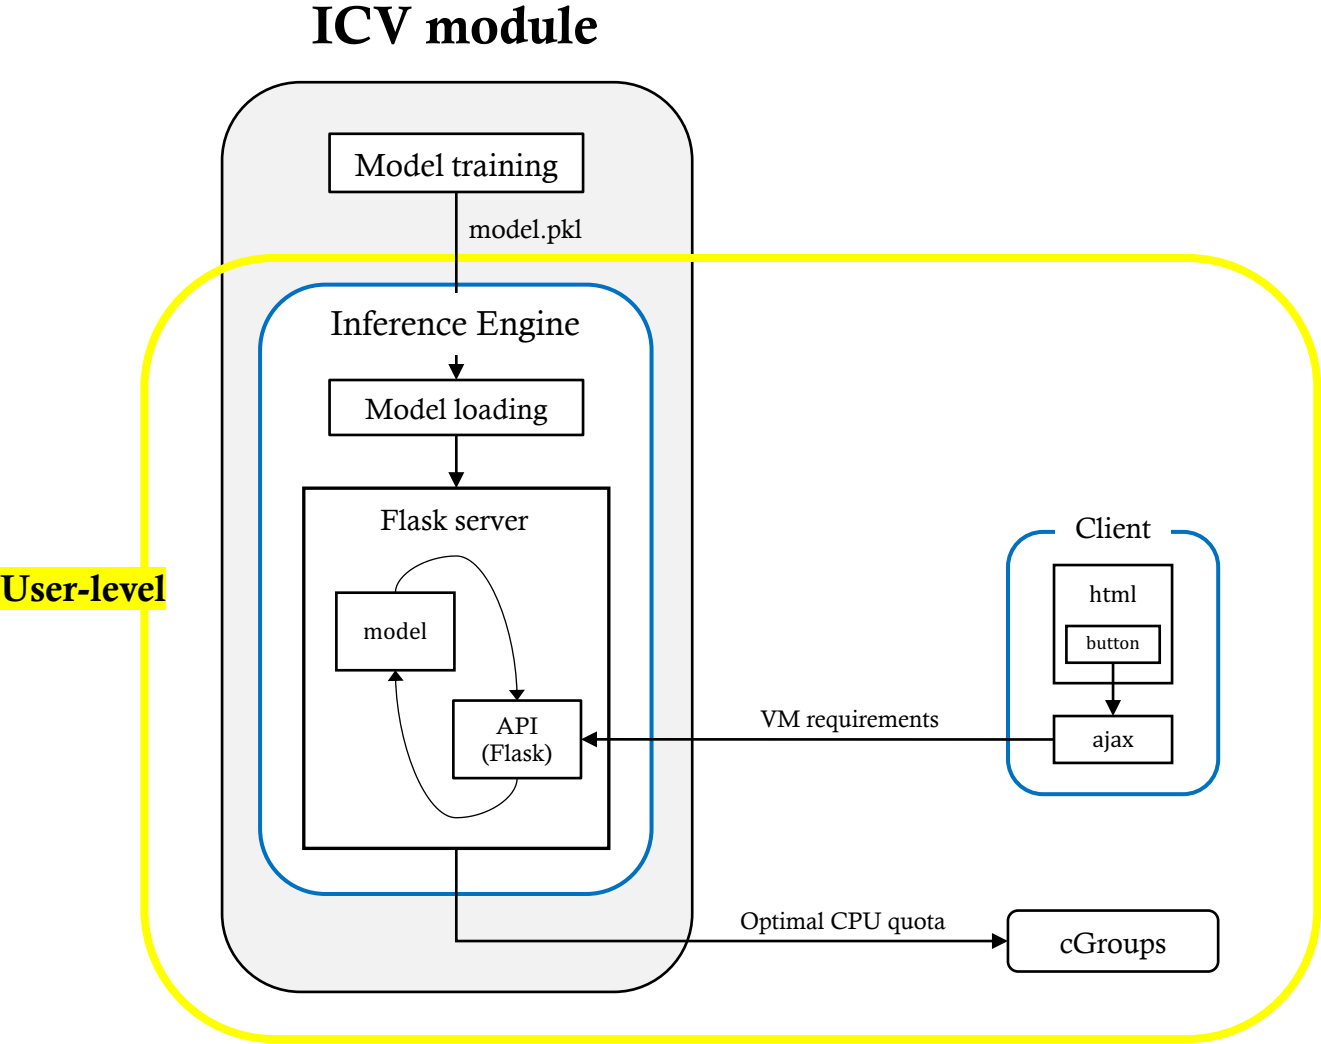 ICV module
Model training
model.pkl
Inference Engine
Model loading
Flask server
model
API
(Flask)
User-level
Client
html
button
ajax
VM requirements
Optimal CPU quota
cGroups